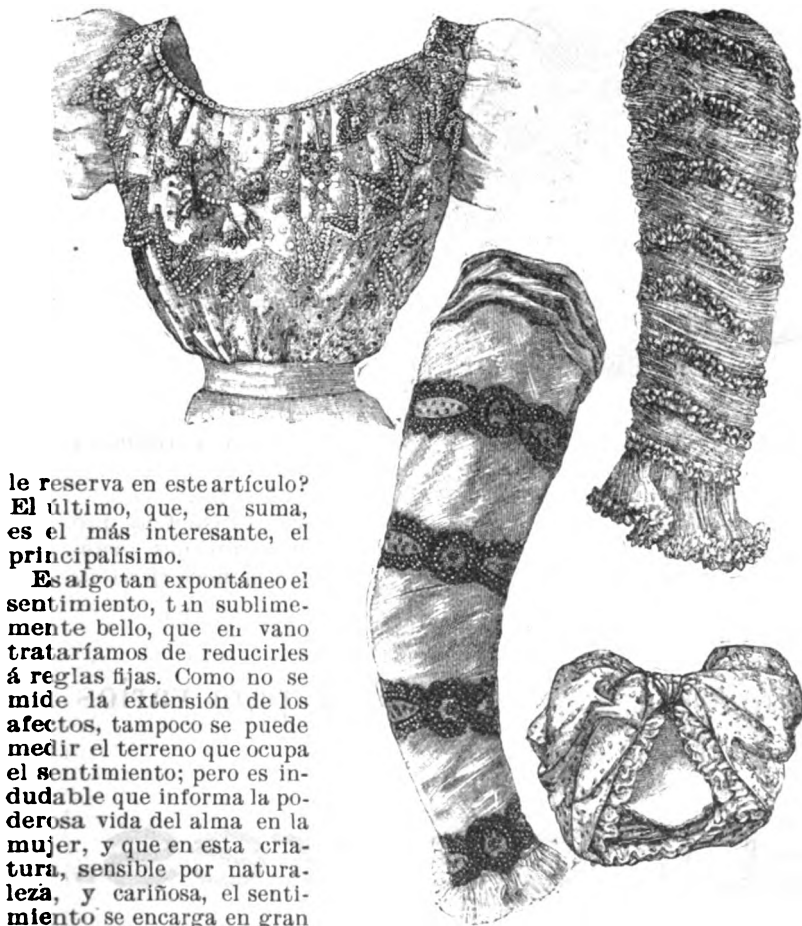 le reserva en este artículo?
El último, que, en suma,
es el más interesante, el
principalísimo.
Es algo tan expontáneo el
sentimiento, tan sublime-
mente bello, que en vano
trataríamos de reducirles
á reglas fijas. Como no se
mide la extensión de los
afectos, tampoco se puede
medir el terreno que ocupa
el sentimiento; pero es in-
dudable que informa la po-
derosa vida del alma en la
mujer, y que en esta cria-
tura, sensible por natura-
leza, y cariñosa, el senti-
miento se encarga en gran